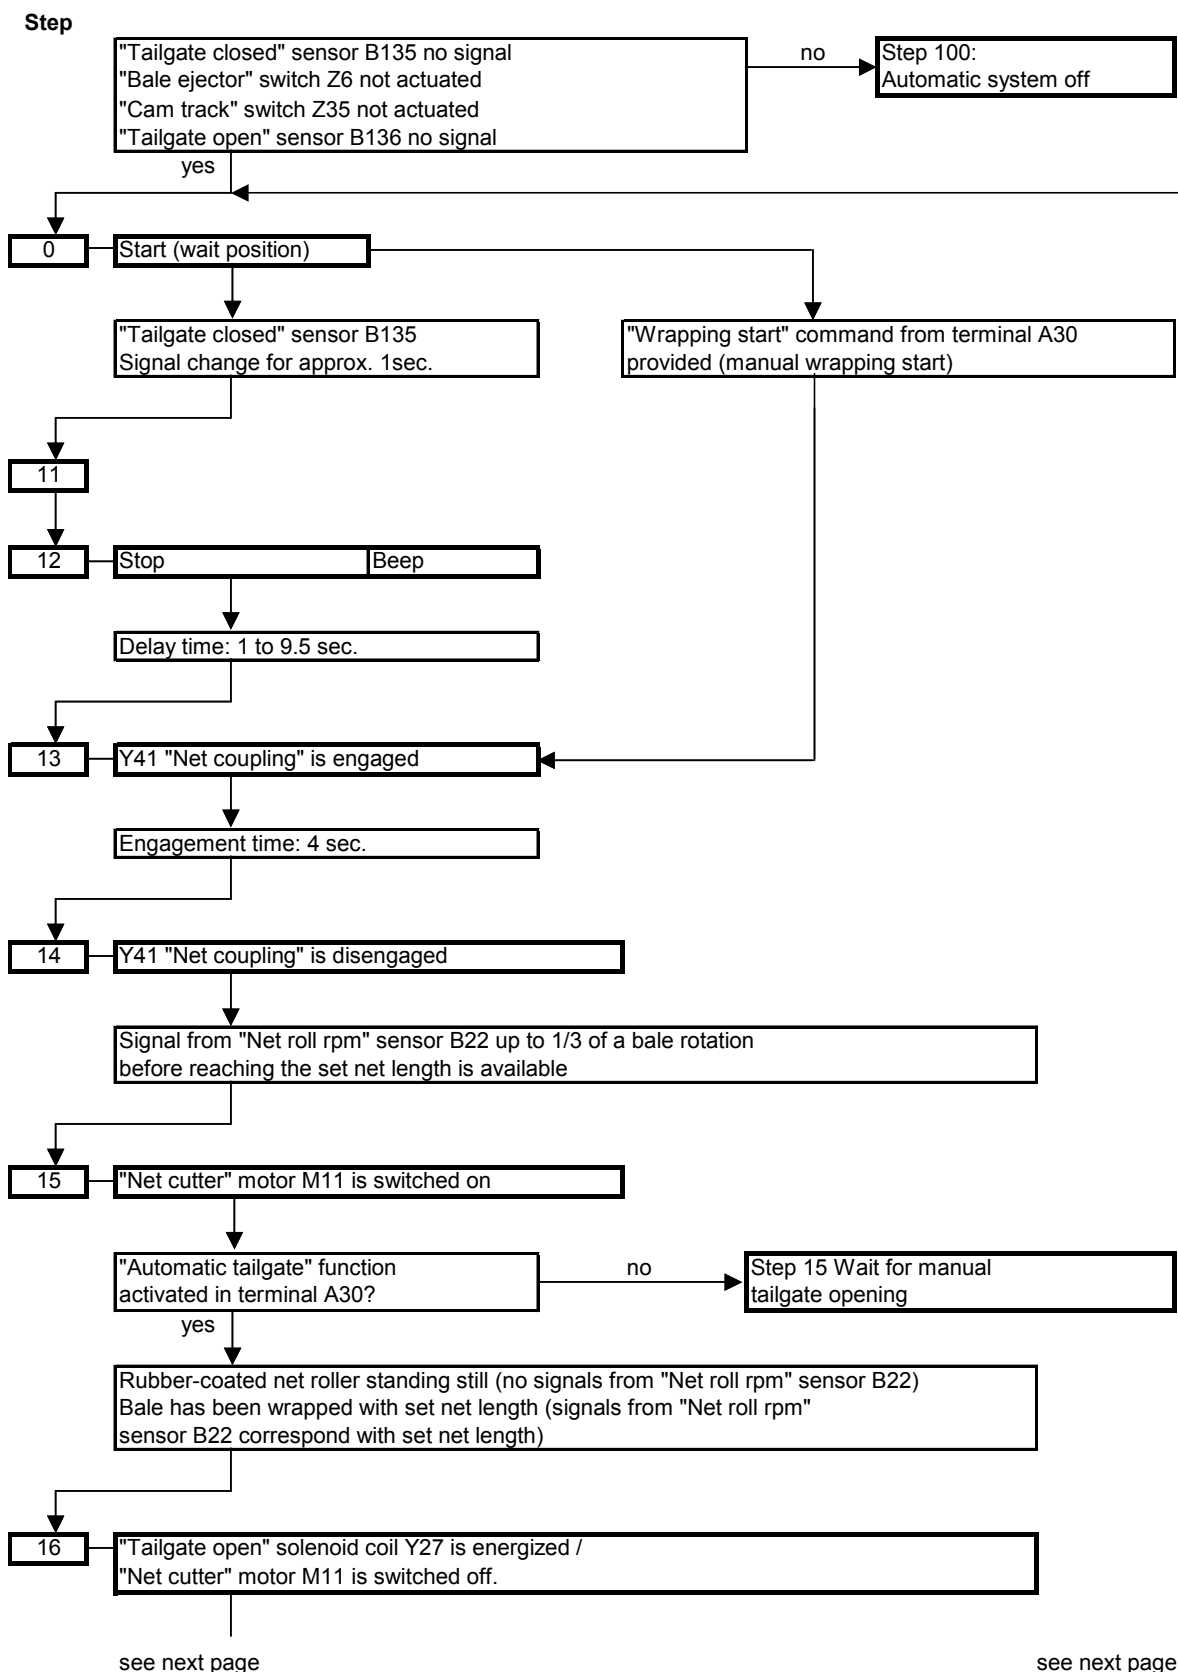 Step
"Tailgate closed" sensor B135 no signal
"Bale ejector" switch Z6 not actuated
"Cam track" switch Z35 not actuated
"Tailgate open" sensor B136 no signal
no
Step 100:
Automatic system off
yes
0
Start (wait position)
"Tailgate closed" sensor B135
Signal change for approx. 1sec.
"Wrapping start" command from terminal A30
provided (manual wrapping start)
11
12
Stop
Beep
Delay time: 1 to 9.5 sec.
13
Y41 "Net coupling" is engaged
Engagement time: 4 sec.
14
Y41 "Net coupling" is disengaged
Signal from "Net roll rpm" sensor B22 up to 1/3 of a bale rotation
before reaching the set net length is available
15
"Net cutter" motor M11 is switched on
"Automatic tailgate" function
activated in terminal A30?
no
Step 15 Wait for manual
tailgate opening
yes
Rubber-coated net roller standing still (no signals from "Net roll rpm" sensor B22)
Bale has been wrapped with set net length (signals from "Net roll rpm"
sensor B22 correspond with set net length)
16
"Tailgate open" solenoid coil Y27 is energized /
"Net cutter" motor M11 is switched off.
see next page
see next page